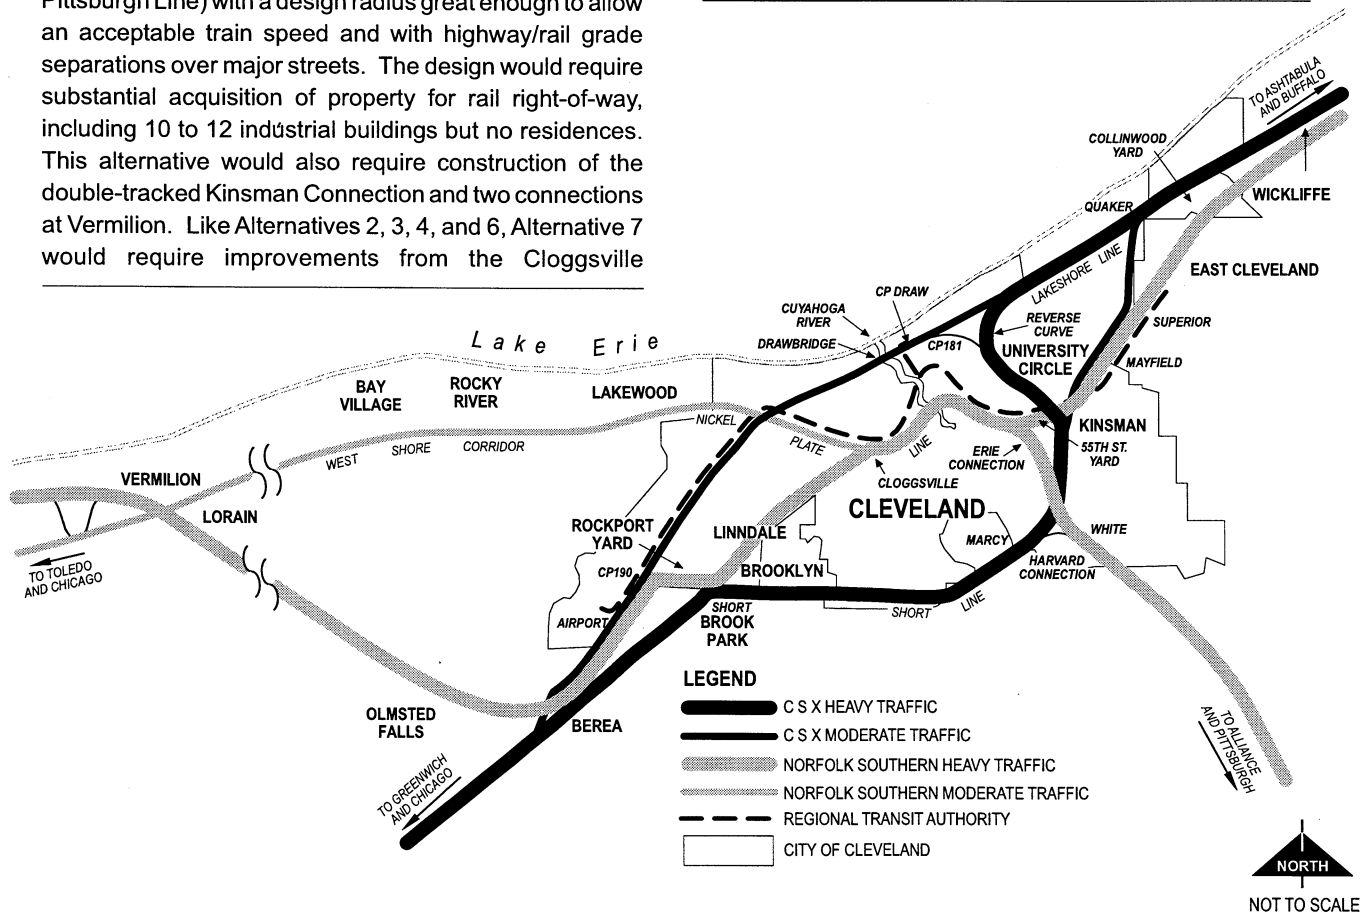 Pittsburgh Line) with a design radius great enough to allow
an acceptable train speed and with highway/rail grade
separations over major streets. The design would require
substantial acquisition of property for rail right-of-way,
including 10 to 12 industrial buildings but no residences.
This alternative would also require construction of the
double-tracked Kinsman Connection and two connections
at Vermilion. Like Alternatives 2, 3, 4, and 6, Alternative 7
would require improvements from the Cloggsville
TO ASHTABULA
AND BUFFALO
COLLINWOOD
YARD
WICKLIFFE
QUAKER
LAKESHORE LINE
EAST CLEVELAND
CP DRAW
CUYAHOGA
RIVER
DRAWBRIDGE
REVERSE
CURVE
SUPERIOR
CP181
UNIVERSITY
CIRCLE
MAYFIELD
Lake Erie
BAY
VILLAGE
ROCKY
RIVER
LAKEWOOD
NICKEL
PLATE
LINE
WEST SHORE CORRIDOR
KINSMAN
55TH ST.
YARD
ERIE
CONNECTION
CLOGGSVILLE
CLEVELAND
VERMILION
LORAIN
TO TOLEDO
AND CHICAGO
ROCKPORT
YARD
LINNDALE
MARCY
WHITE
HARVARD
CONNECTION
CP190
BROOKLYN
AIRPORT
SHORT
BROOK
PARK
SHORT LINE
OLMSTED
FALLS
BEREA
TO GREENWICH
AND CHICAGO
TO ALLIANCE
AND PITTSBURGH
LEGEND
C S X HEAVY TRAFFIC
C S X MODERATE TRAFFIC
NORFOLK SOUTHERN HEAVY TRAFFIC
NORFOLK SOUTHERN MODERATE TRAFFIC
REGIONAL TRANSIT AUTHORITY
CITY OF CLEVELAND
NORTH
NOT TO SCALE